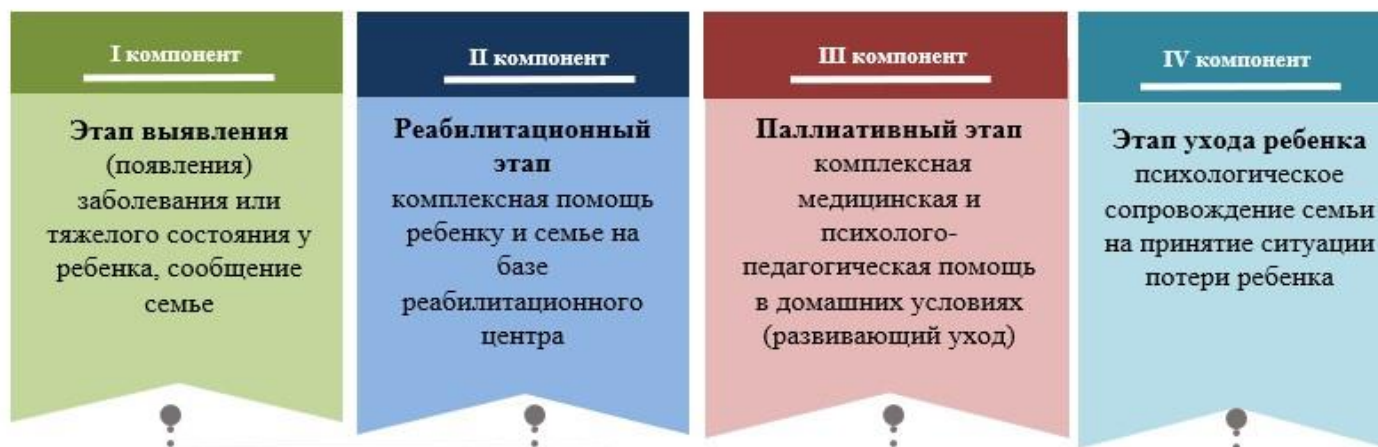 I компонент
Этап выявления
(появления)
заболевания или
тяжелого состояния у
ребенка, сообщение
семье
II компонент
Реабилитационный
этап
комплексная помощь
ребенку и семье на
базе
реабилитационного
центра
III компонент
Паллиативный этап
комплексная
медицинская и
психолого-
педагогическая помощь
в домашних условиях
(развивающий уход)
IV компонент
Этап ухода ребенка
психологическое
сопровождение семьи
на принятие ситуации
потери ребенка